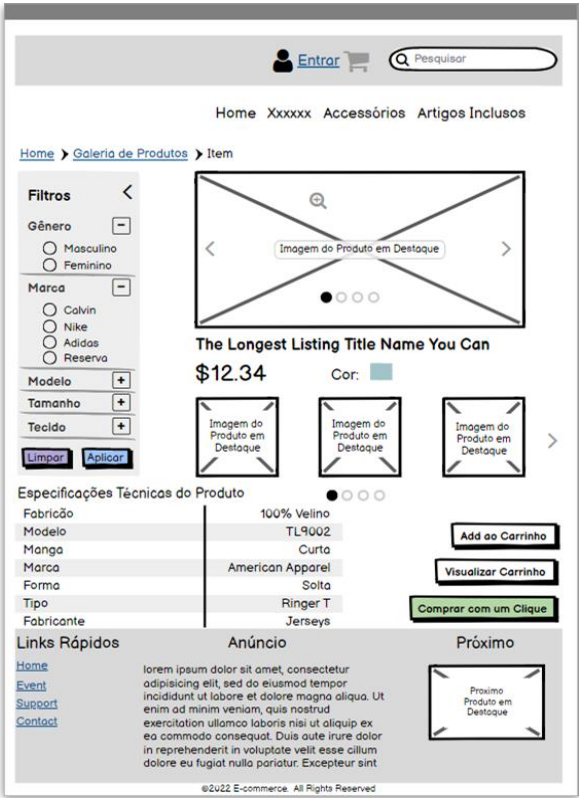 Entrar
Pesquisar
Home Xxxxxx Accessórios Artigos Inclusos
Home Galeria de Produtos Item
Filtros
Gênero
Masculino
Feminino
Marca
Calvin
Nike
Adidas
Reserva
Modelo
Tamanho
Tecido
Limpar Aplicar
Imagem do Produto em Destaque
The Longest Listing Title Name You Can
$12.34 Cor:
Imagem do
Produto em
Destaque
Imagem do
Produto em
Destaque
Imagem do
Produto em
Destaque
Especificações Técnicas do Produto
Fabricão 100% Velino
Modelo TL9002
Manga Curta
Marca American Apparel
Forma Solta
Tipo Ringer T
Fabricante Jerseys
Add ao Carrinho
Visualizar Carrinho
Comprar com um Clique
Links Rápidos
Home
Event
Support
Contact
Anúncio
lorem ipsum dolor sit amet, consectetur
adipisicing elit, sed do eiusmod tempor
incididunt ut labore et dolore magna aliqua. Ut
enim ad minim veniam, quis nostrud
exercitation ullamco laboris nisi ut aliquip ex
ea commodo consequat. Duis aute irure dolor
in reprehenderit in voluptate velit esse cillum
dolore eu fugiat nulla pariatur. Excepteur sint
Próximo
Proximo
Produto em
Destaque
©2022 E-commerce. All Rights Reserved